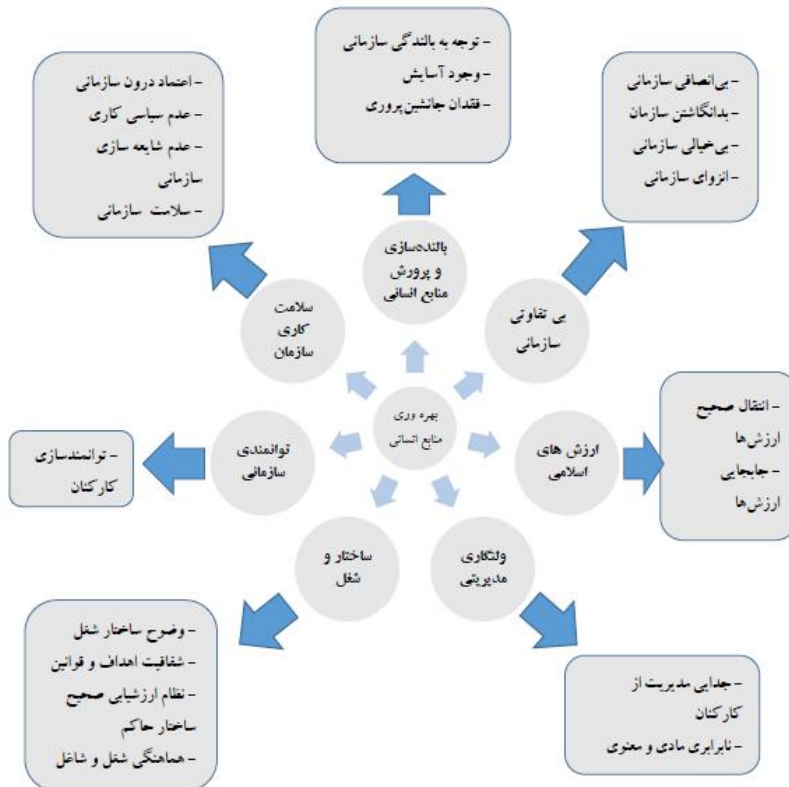 - توجه به بالندگی سازمانی
- وجود آسایش
- فقدان جانشین‌پروری
- اعتماد درون سازمانی
- عدم سیاسی کاری
- عدم شایعه سازی
سازمانی
- سلامت سازمانی
-بی‌انصافی سازمانی
-بدانگاشتن سازمان
-بی‌خیالی سازمانی
- انزوای سازمانی
بالنده‌سازی
و پرورش
منابع انسانی
سلامت
کاری
سازمان
بی تفاوتی
سازمانی
بهره وری
منابع انسانی
توانمندی
سازمانی
ارزش های
اسلامی
- توانمندسازی
کارکنان
- انتقال صحیح
ارزش‌ها
- جابجایی
ارزش‌ها
ساختار و
شغل
ولنگاری
مدیریتی
- وضوح ساختار شغل
- شفاقیت اهداف و قوانین
- نظام ارزشیابی صحیح
ساختار حاکم
- هماهنگی شغل و شاغل
- جدایی مدیریت از
کارکنان
- نابرابری مادی و معنوی